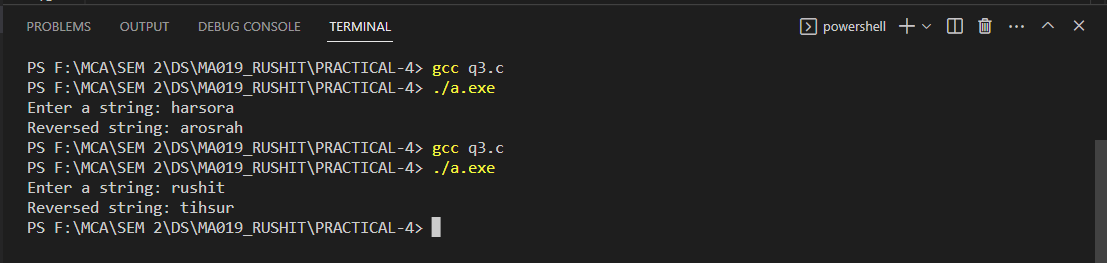 PROBLEMS OUTPUT DEBUG CONSOLE TERMINAL powershell
PS F:\MCA\SEM 2\DS\MA019_RUSHIT\PRACTICAL-4> gcc q3.c
PS F:\MCA\SEM 2\DS\MA019_RUSHIT\PRACTICAL-4> ./a.exe
Enter a string: harsora
Reversed string: arosrah
PS F:\MCA\SEM 2\DS\MA019_RUSHIT\PRACTICAL-4> gcc q3.c
PS F:\MCA\SEM 2\DS\MA019_RUSHIT\PRACTICAL-4> ./a.exe
Enter a string: rushit
Reversed string: tihsur
PS F:\MCA\SEM 2\DS\MA019_RUSHIT\PRACTICAL-4>